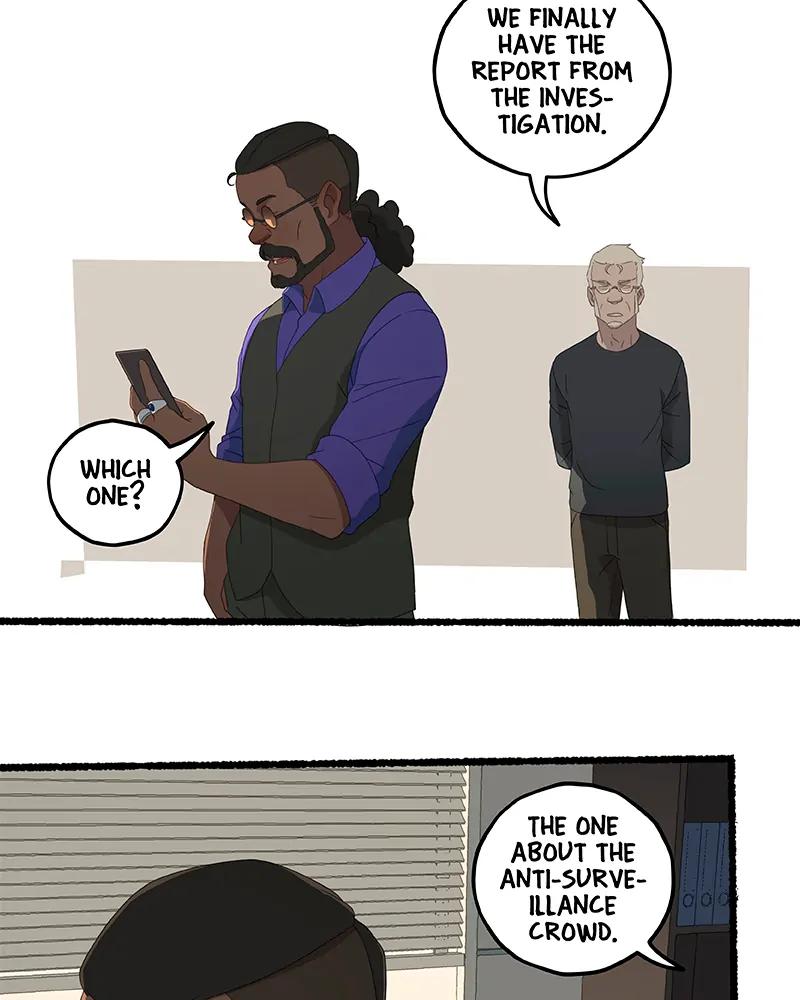 WE FINALLY
HAVE THE
REPORT FROM
THE INVES-
TIGATION.
WHICH
ONE?
THE ONE
ABOUT THE
ANTI-SURVE-
ILLANCE
CROWD.